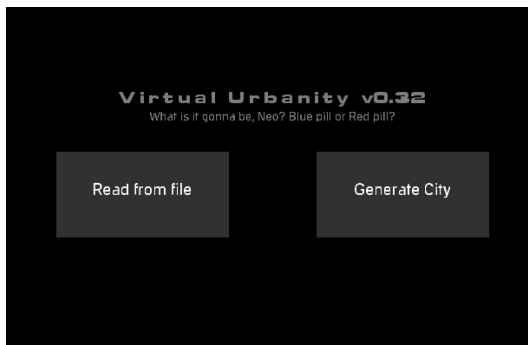 Virtual Urbanity v0.32
What is it gonna be, Neo? Blue pill or Red pill?
Read from file
Generate City